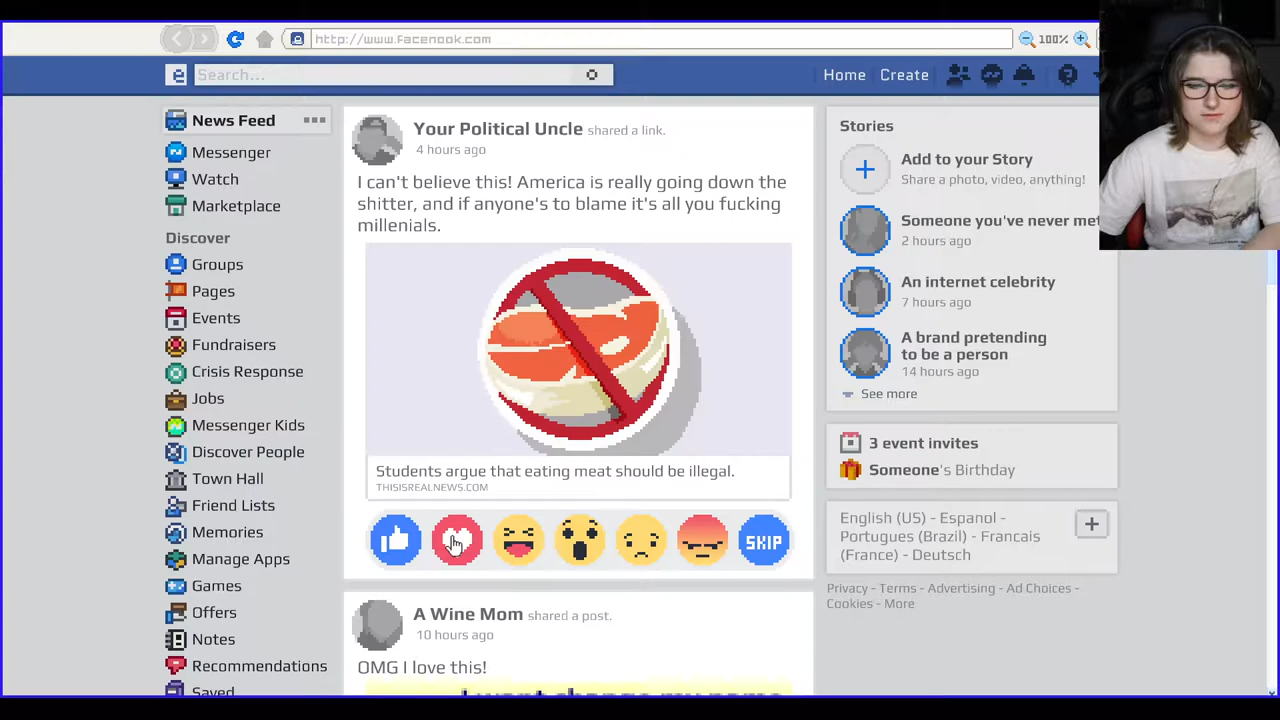 http://www.facenook.com
100%
e
Search...
Home
Create
News Feed
Messenger
Watch
Marketplace
Discover
Groups
Pages
Events
Fundraisers
Crisis Response
Jobs
Messenger Kids
Discover People
Town Hall
Friend Lists
Memories
Manage Apps
Games
Offers
Notes
Recommendations
Saved
Your Political Uncle shared a link.
4 hours ago
I can't believe this! America is really going down the
shitter, and if anyone's to blame it's all you fucking
millenials.
Students argue that eating meat should be illegal.
THISISREALNEWS.COM
SKIP
A Wine Mom shared a post.
10 hours ago
OMG I love this!
Stories
Add to your Story
Share a photo, video, anything!
Someone you've never met
2 hours ago
An internet celebrity
7 hours ago
A brand pretending
to be a person
14 hours ago
See more
3 event invites
Someone's Birthday
English (US) - Espanol -
Portugues (Brazil) - Francais
(France) - Deutsch
Privacy - Terms - Advertising - Ad Choices -
Cookies - More